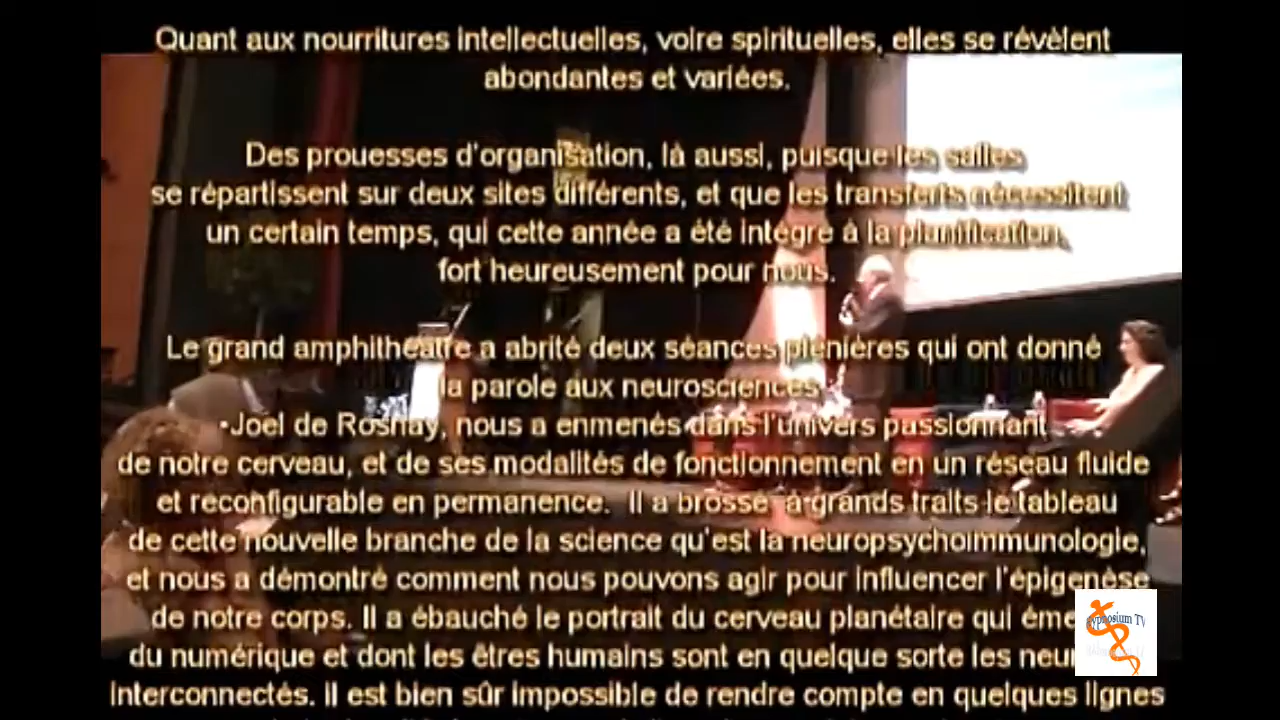 Quant aux nourritures intellectuelles, voire spirituelles, elles se révèlent
abondantes et variées.
Des prouesses d'organisation, là aussi, puisque les salles
se répartissent sur deux sites différents, et que les transferts nécessitent
un certain temps, qui cette année a été intégré à la planification,
fort heureusement pour nous.
Le grand amphithéatre a abrité deux séances plénières qui ont donné
la parole aux neurosciences
•Joel de Rosnay, nous a enmenés dans l'univers passionnant
de notre cerveau, et de ses modalités de fonctionnement en un réseau fluide
et reconfigurable en permanence. Il a brossé à grands traits le tableau
de cette nouvelle branche de la science qu'est la neuropsychoimmunologie,
et nous a démontré comment nous pouvons agir pour influencer l'épigenèse
de notre corps. Il a ébauché le portrait du cerveau planétaire qui éme
du numérique et dont les êtres humains sont en quelque sorte les neu
interconnectés. Il est bien sûr impossible de rendre compte en quelques lignes
ypnosium TV